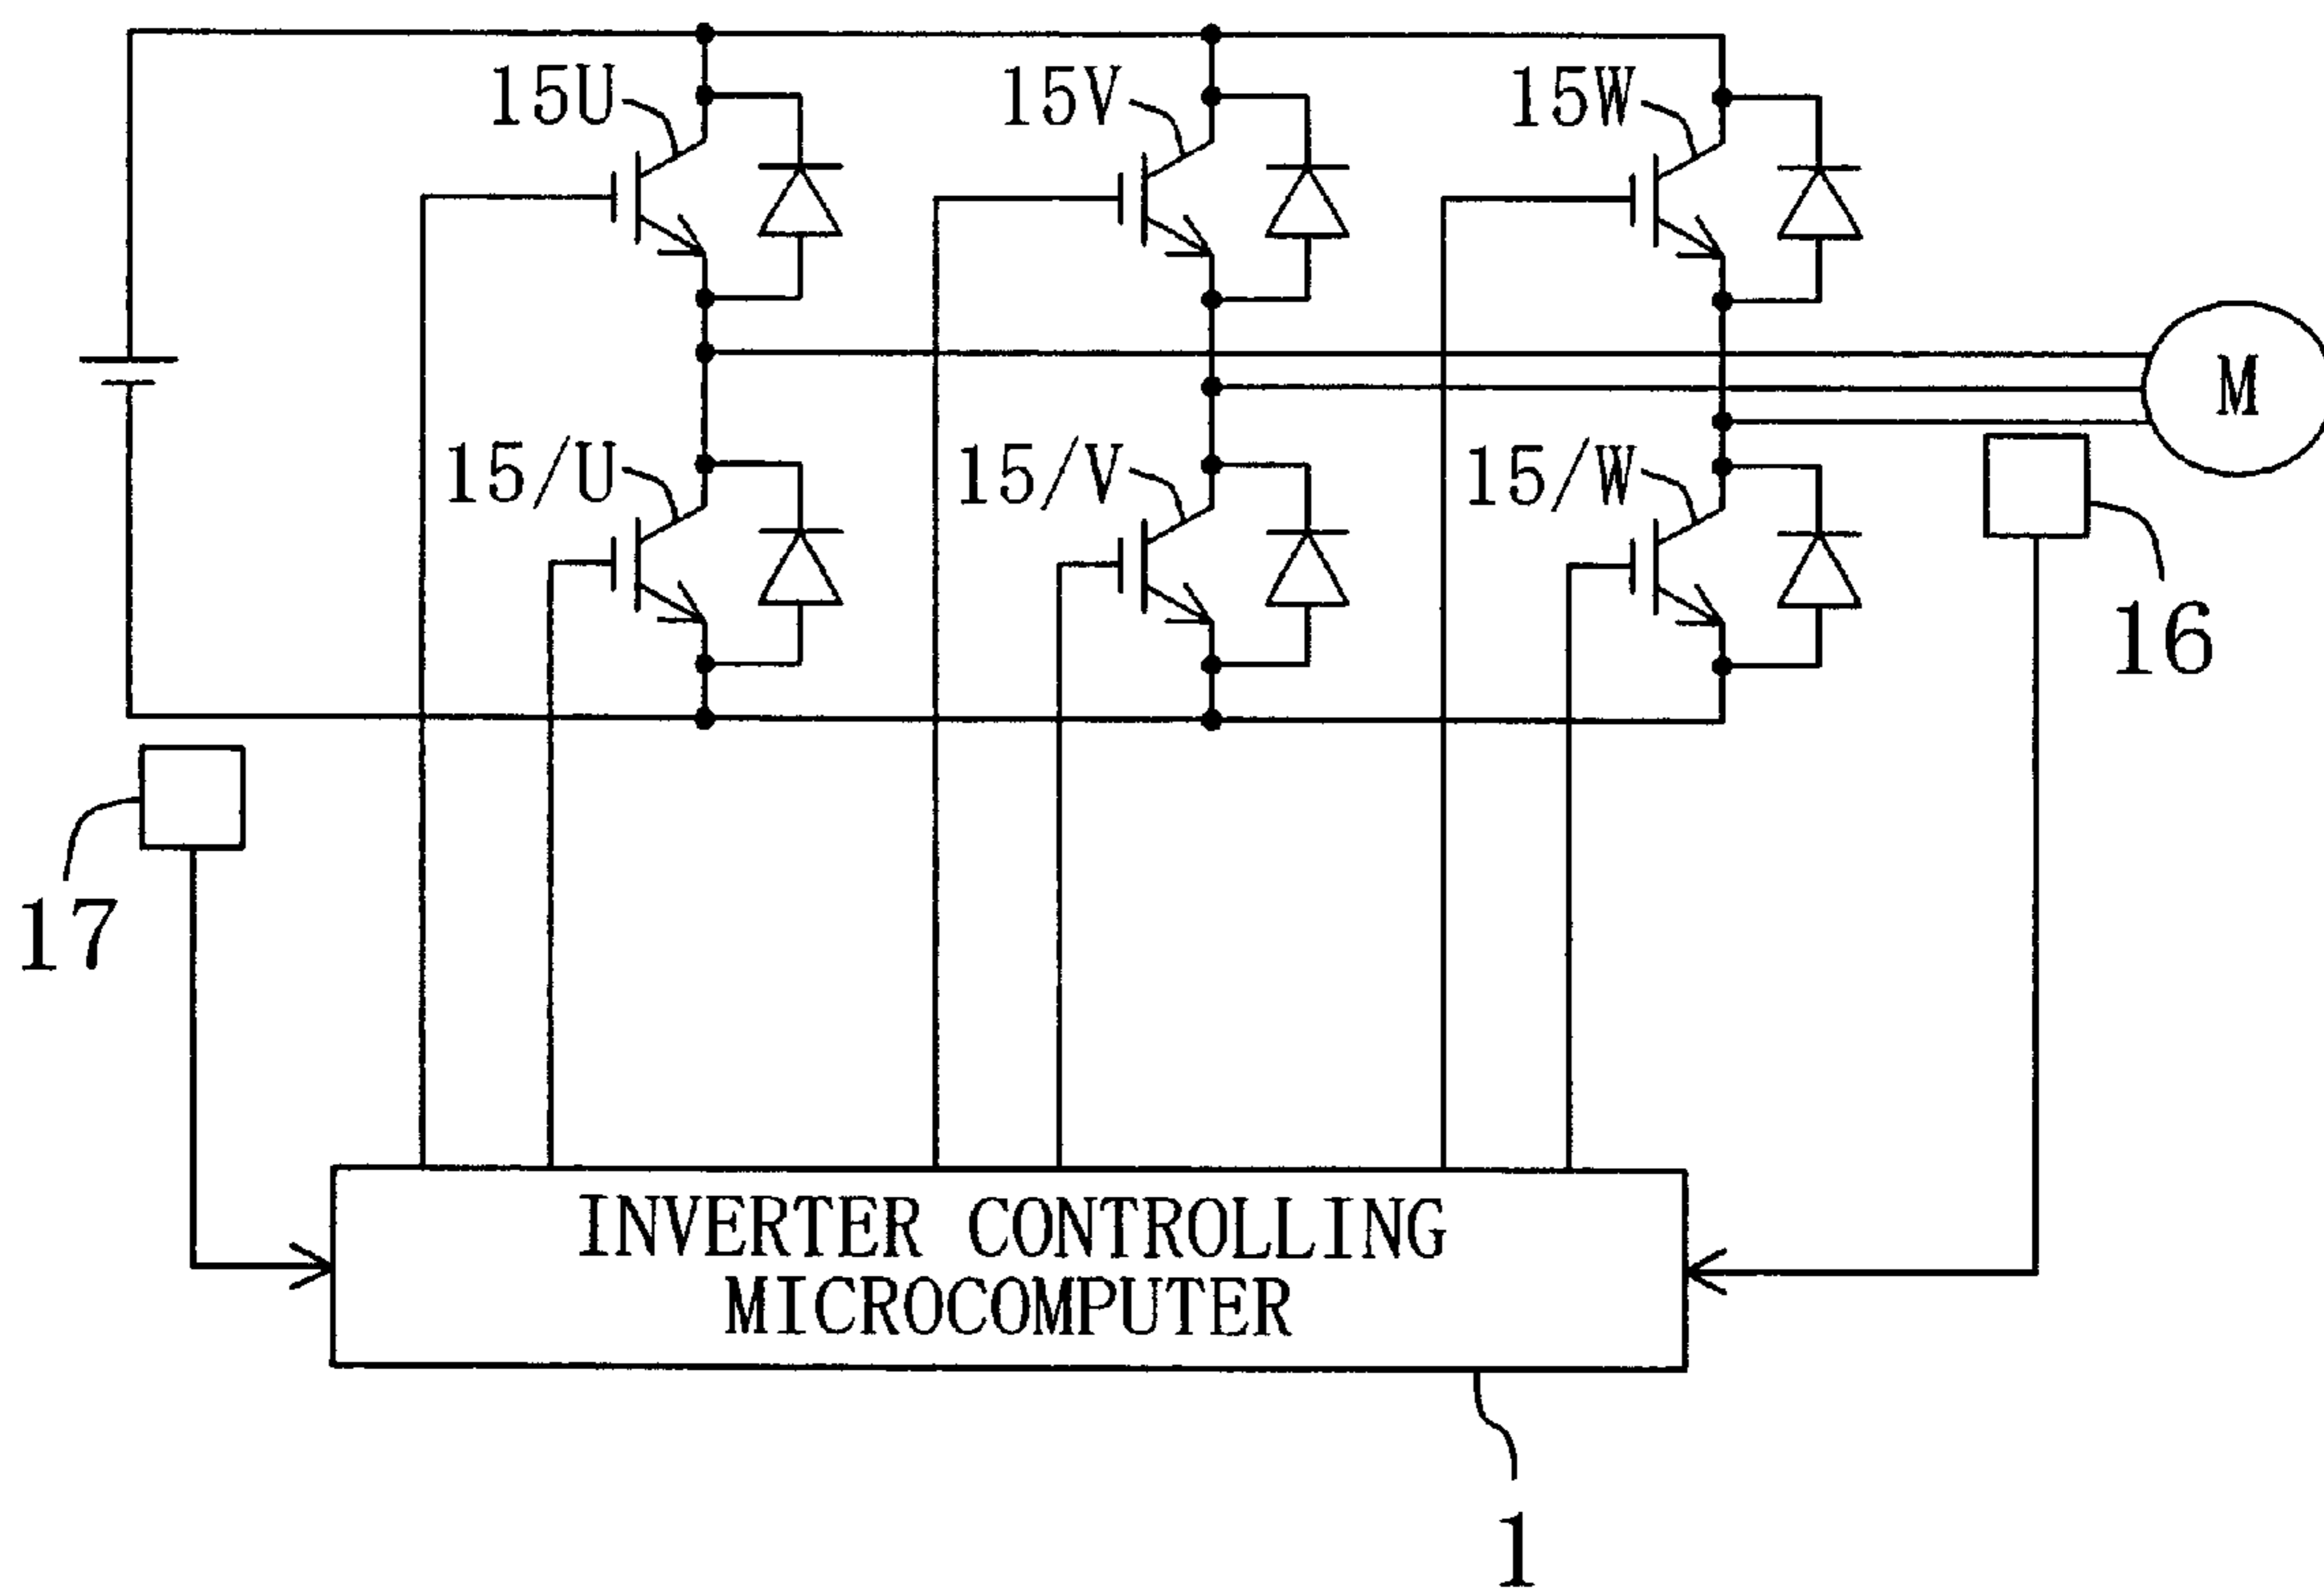 15U
15V
15W
M
15/U
15/V
15/W
16
17
INVERTER CONTROLLING
MICROCOMPUTER
1